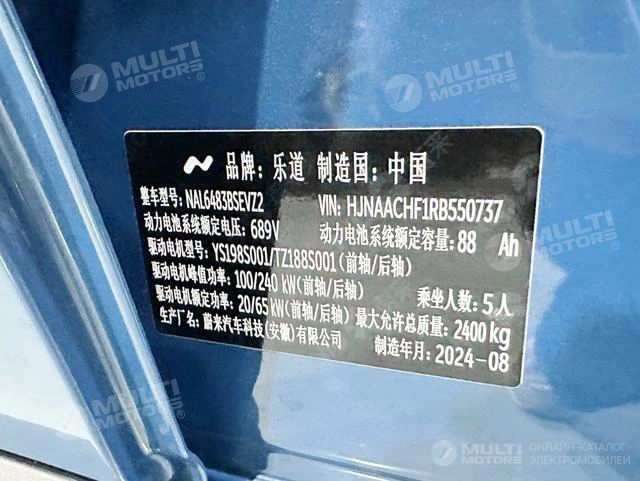 MULTI MOTORS®
MULTI MOTORS®
品牌：乐道 制造国：中国
整车型号：NAL6483BSEVZ2 VIN: HJNAACHF1RB550737
动力电池系统额定电压：689V 动力电池系统额定容量：88 Ah
驱动电机型号：YS198S001/TZ188S001（前轴/后轴）
驱动电机峰值功率：100/240 kW（前轴/后轴） 乘坐人数：5人
驱动电机额定功率：20/65 kW（前轴/后轴） 最大允许总质量：2400kg
生产厂名：蔚来汽车科技（安徽）有限公司 制造年月：2024-08
MULTI MOTORS®
MULTI MOTORS®
MULTI MOTORS® ОНЛАЙН-КАТАЛОГ ЭЛЕКТРОМОБИЛЕЙ